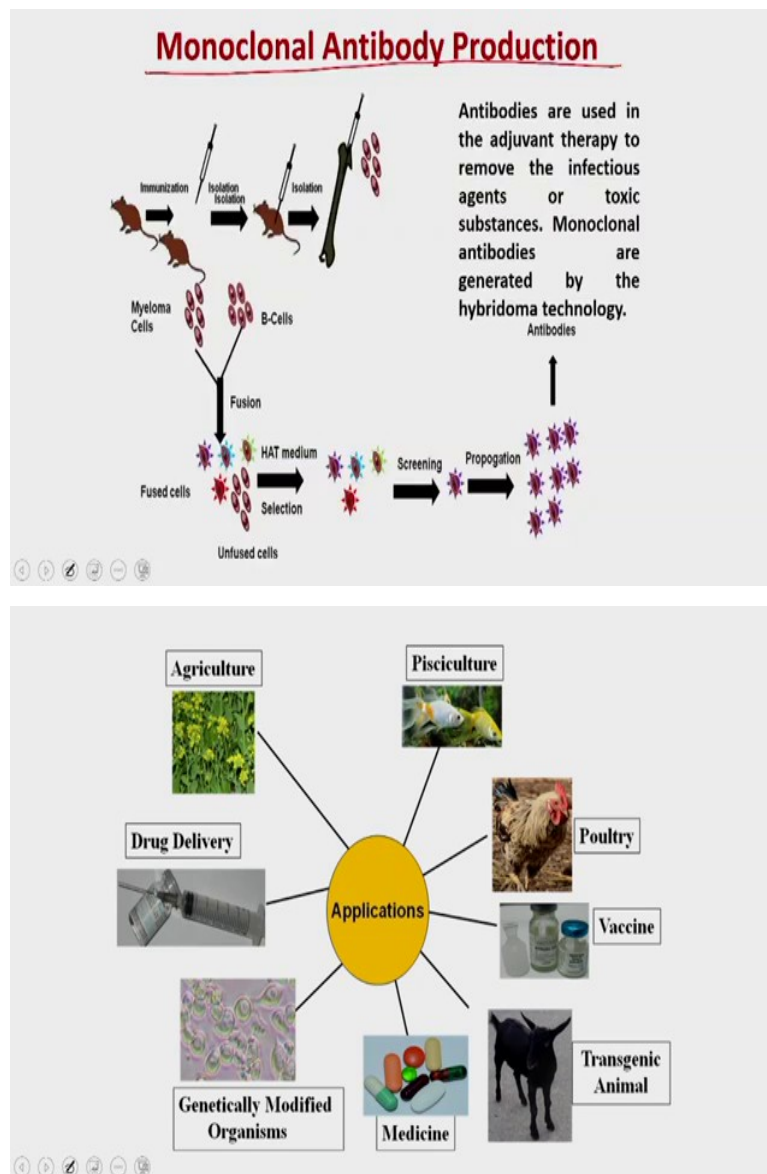 Monoclonal Antibody Production
Antibodies are used in
the adjuvant therapy to
remove the infectious
agents or toxic
substances. Monoclonal
antibodies are
generated by the
hybridoma technology.
Immunization
Isolation
Isolation
Isolation
Myeloma
Cells
B-Cells
Fusion
Antibodies
HAT medium
Selection
Screening
Propogation
Fused cells
Unfused cells
Agriculture
Pisciculture
Drug Delivery
Poultry
Applications
Vaccine
Genetically Modified
Organisms
Medicine
Transgenic
Animal